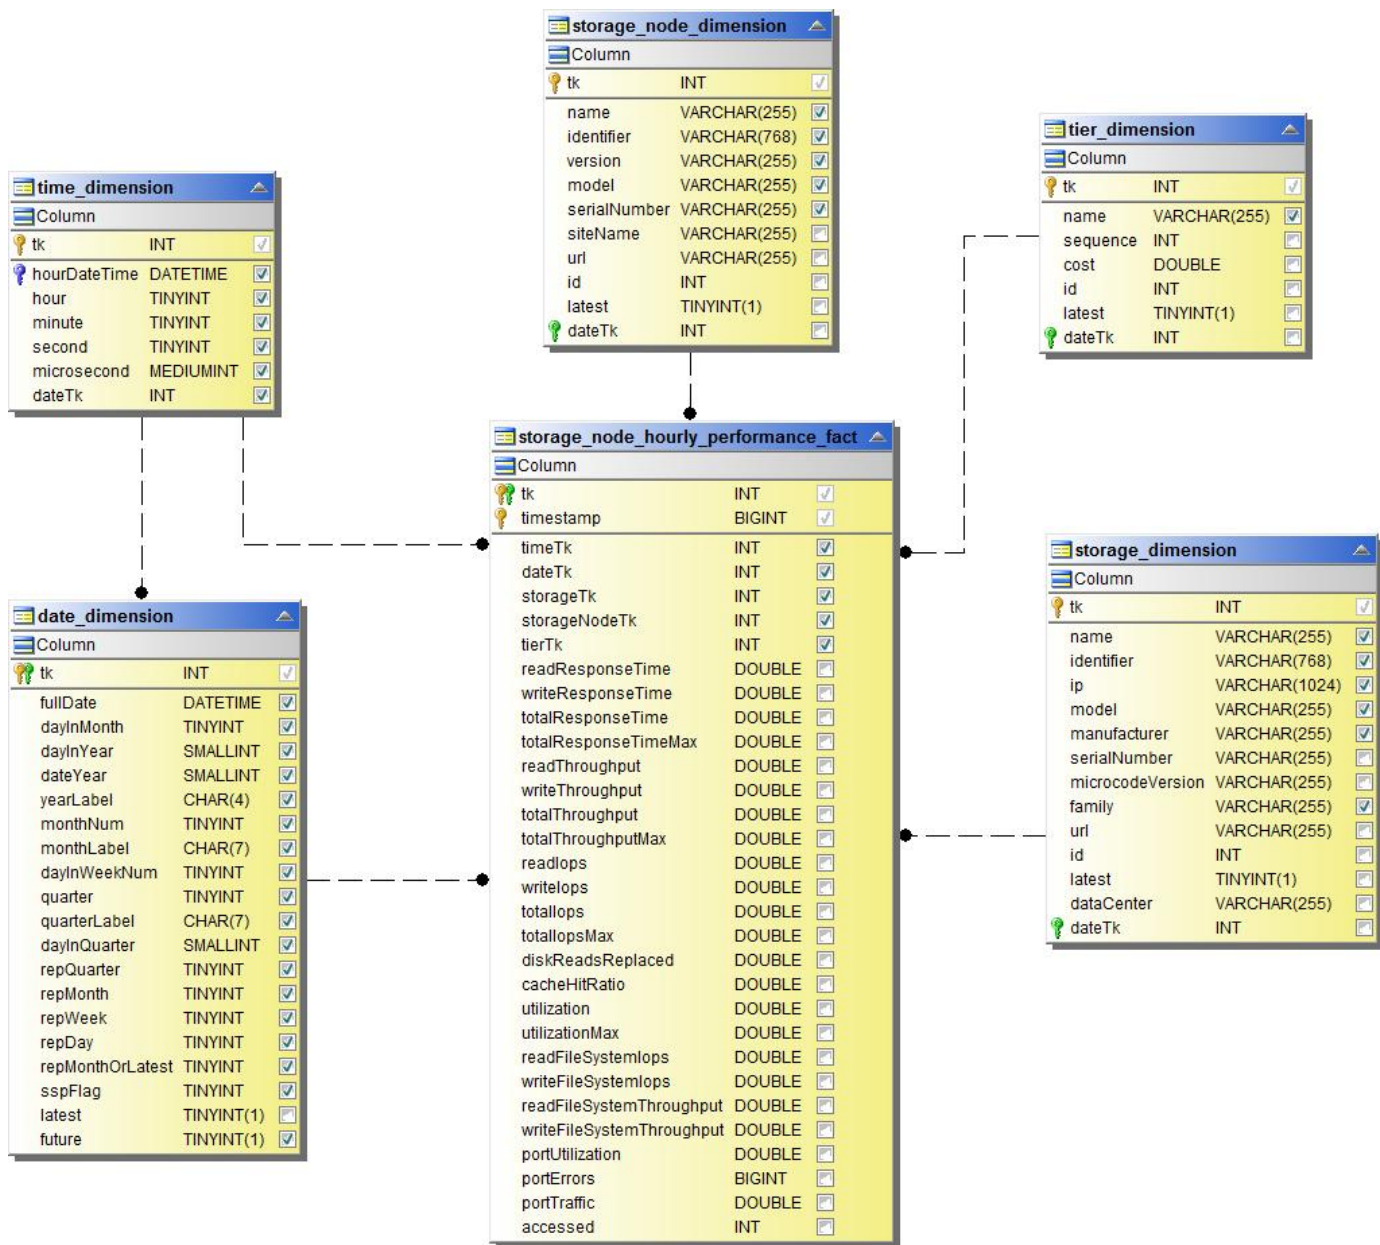 storage_node_dimension
Column
tk INT
name VARCHAR(255)
identifier VARCHAR(768)
version VARCHAR(255)
model VARCHAR(255)
serialNumber VARCHAR(255)
siteName VARCHAR(255)
url VARCHAR(255)
id INT
latest TINYINT(1)
dateTk INT
tier_dimension
Column
tk INT
name VARCHAR(255)
sequence INT
cost DOUBLE
id INT
latest TINYINT(1)
dateTk INT
time_dimension
Column
tk INT
hourDateTime DATETIME
hour TINYINT
minute TINYINT
second TINYINT
microsecond MEDIUMINT
dateTk INT
storage_node_hourly_performance_fact
Column
tk INT
timestamp BIGINT
timeTk INT
dateTk INT
storageTk INT
storageNodeTk INT
tierTk INT
readResponseTime DOUBLE
writeResponseTime DOUBLE
totalResponseTime DOUBLE
totalResponseTimeMax DOUBLE
readThroughput DOUBLE
writeThroughput DOUBLE
totalThroughput DOUBLE
totalThroughputMax DOUBLE
readIops DOUBLE
writeIops DOUBLE
totalIops DOUBLE
totalIopsMax DOUBLE
diskReadsReplaced DOUBLE
cacheHitRatio DOUBLE
utilization DOUBLE
utilizationMax DOUBLE
readFileSystemIops DOUBLE
writeFileSystemIops DOUBLE
readFileSystemThroughput DOUBLE
writeFileSystemThroughput DOUBLE
portUtilization DOUBLE
portErrors BIGINT
portTraffic DOUBLE
accessed INT
storage_dimension
Column
tk INT
name VARCHAR(255)
identifier VARCHAR(768)
ip VARCHAR(1024)
model VARCHAR(255)
manufacturer VARCHAR(255)
serialNumber VARCHAR(255)
microcodeVersion VARCHAR(255)
family VARCHAR(255)
url VARCHAR(255)
id INT
latest TINYINT(1)
dataCenter VARCHAR(255)
dateTk INT
date_dimension
Column
tk INT
fullDate DATETIME
dayInMonth TINYINT
dayInYear SMALLINT
dateYear SMALLINT
yearLabel CHAR(4)
monthNum TINYINT
monthLabel CHAR(7)
dayInWeekNum TINYINT
quarter TINYINT
quarterLabel CHAR(7)
dayInQuarter SMALLINT
repQuarter TINYINT
repMonth TINYINT
repWeek TINYINT
repDay TINYINT
repMonthOrLatest TINYINT
sspFlag TINYINT
latest TINYINT(1)
future TINYINT(1)